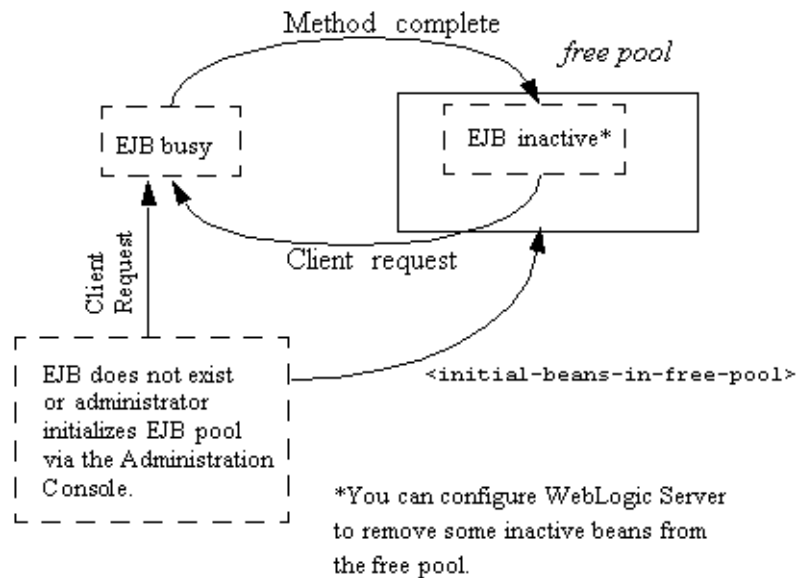 Method complete
free pool
EJB busy
EJB inactive*
Client request
Client
Request
<initial-beans-in-free-pool>
EJB does not exist
or administrator
initializes EJB pool
via the Administration
Console.
*You can configure WebLogic Server
to remove some inactive beans from
the free pool.